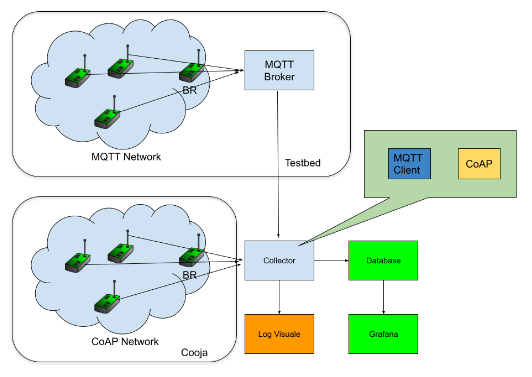 MQTT
Broker
BR
MQTT Network
Testbed
MQTT
Client
CoAP
BR
Collector
Database
CoAP Network
Cooja
Log Visuale
Grafana